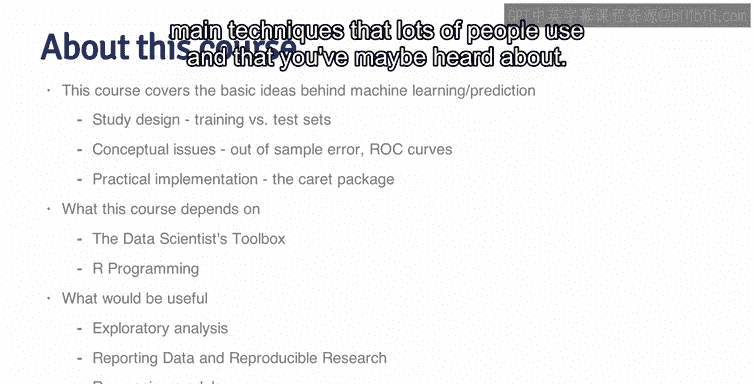 main techniques that lots of people use
and that you've maybe heard about.
About this course
· This course covers the basic ideas behind machine learning/prediction
- Study design - training vs. test sets
- Conceptual issues - out of sample error, ROC curves
- Practical implementation - the caret package
· What this course depends on
- The Data Scientist's Toolbox
- R Programming
· What would be useful
- Exploratory analysis
- Reporting Data and Reproducible Research